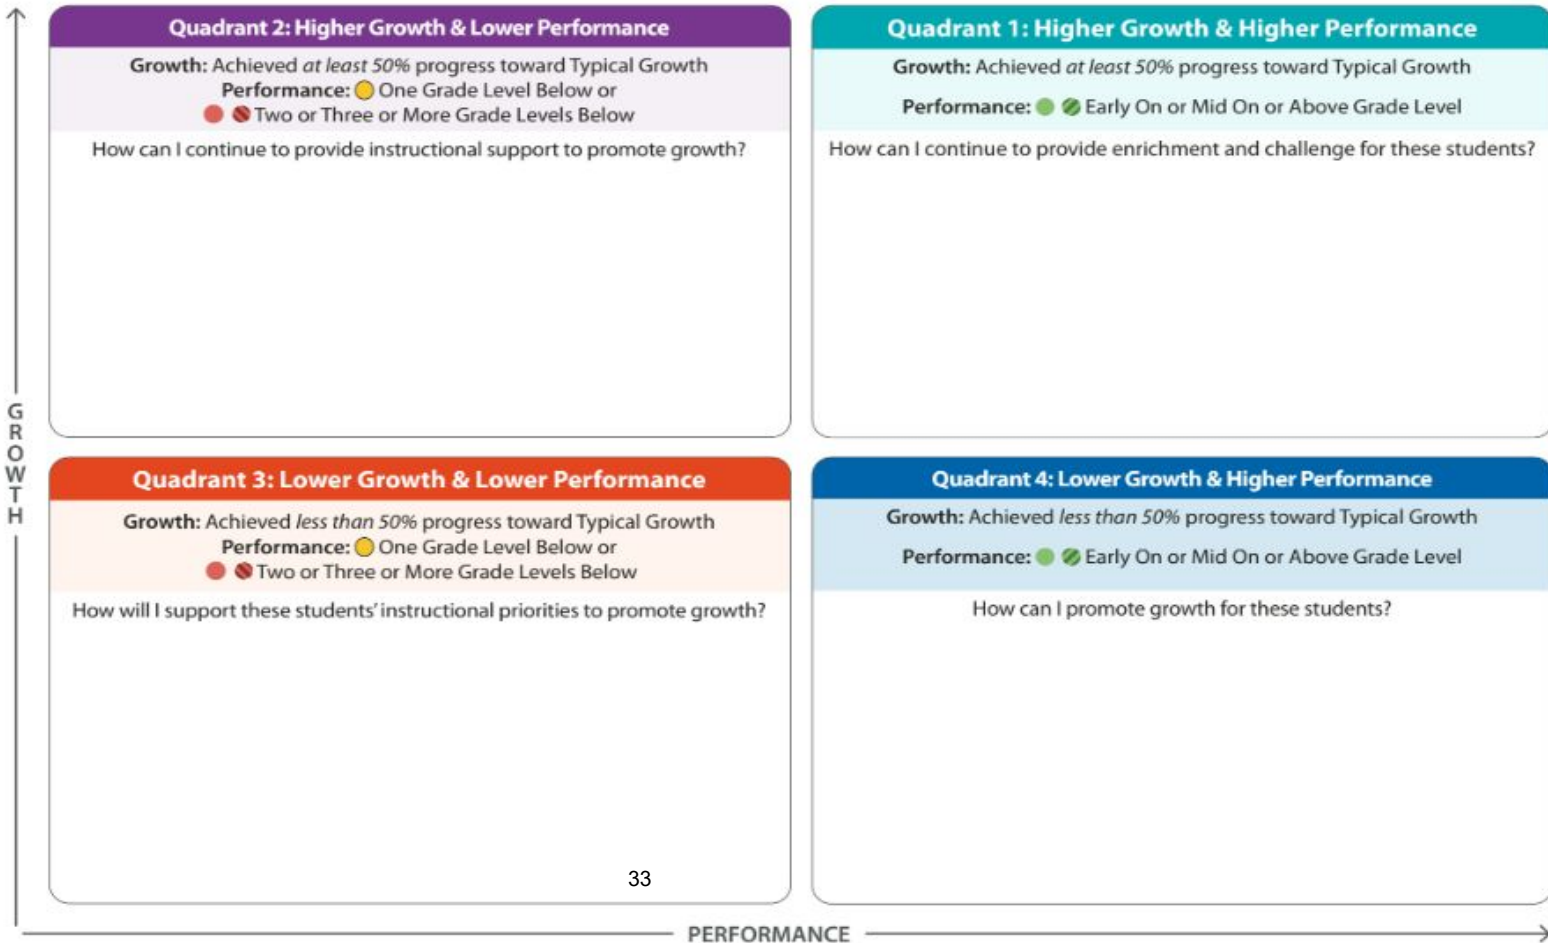 Quadrant 2: Higher Growth & Lower Performance
Growth: Achieved at least 50% progress toward Typical Growth
Performance: One Grade Level Below or
Two or Three or More Grade Levels Below
How can I continue to provide instructional support to promote growth?
Quadrant 1: Higher Growth & Higher Performance
Growth: Achieved at least 50% progress toward Typical Growth
Performance: Early On or Mid On or Above Grade Level
How can I continue to provide enrichment and challenge for these students?
GROWTH
Quadrant 3: Lower Growth & Lower Performance
Growth: Achieved less than 50% progress toward Typical Growth
Performance: One Grade Level Below or
Two or Three or More Grade Levels Below
How will I support these students' instructional priorities to promote growth?
33
Quadrant 4: Lower Growth & Higher Performance
Growth: Achieved less than 50% progress toward Typical Growth
Performance: Early On or Mid On or Above Grade Level
How can I promote growth for these students?
PERFORMANCE